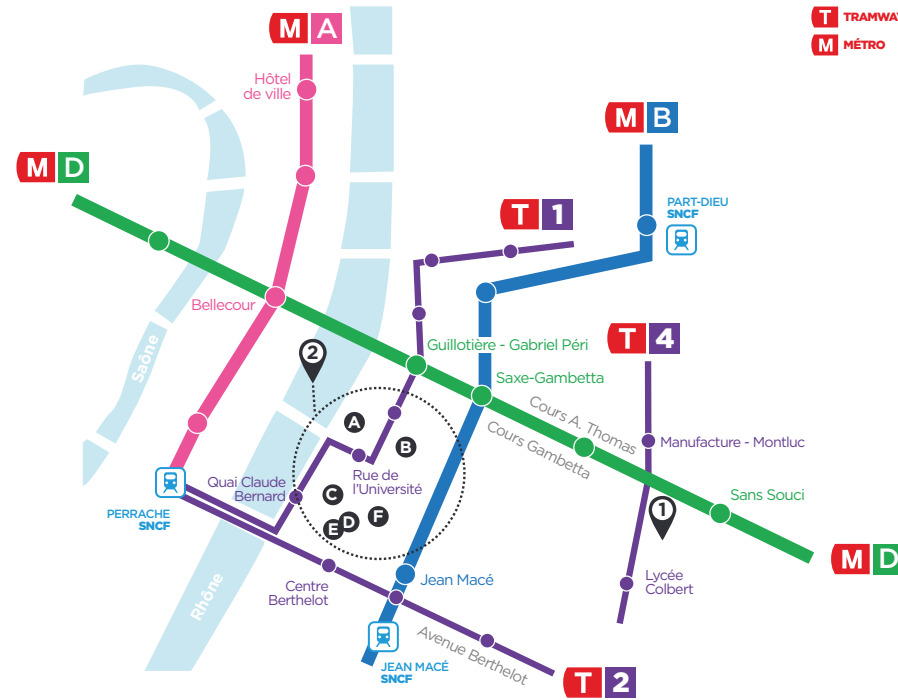 T TRAMWAY
M MÉTRO
M A
Hôtel
de ville
M B
M D
PART-DIEU
SNCF
T 1
Bellecour
Saône
Guillotière - Gabriel Péri
T 4
2
Saxe-Gambetta
Cours A. Thomas
Cours Gambetta
A
B
Manufacture - Montluc
Quai Claude
Bernard
Rue de
l'Université
C
D
E
F
Sans Souci
1
PERRACHE
SNCF
M D
Rhône
Centre
Berthelot
Jean Macé
Lycée
Colbert
Avenue Berthelot
JEAN MACÉ
SNCF
T 2